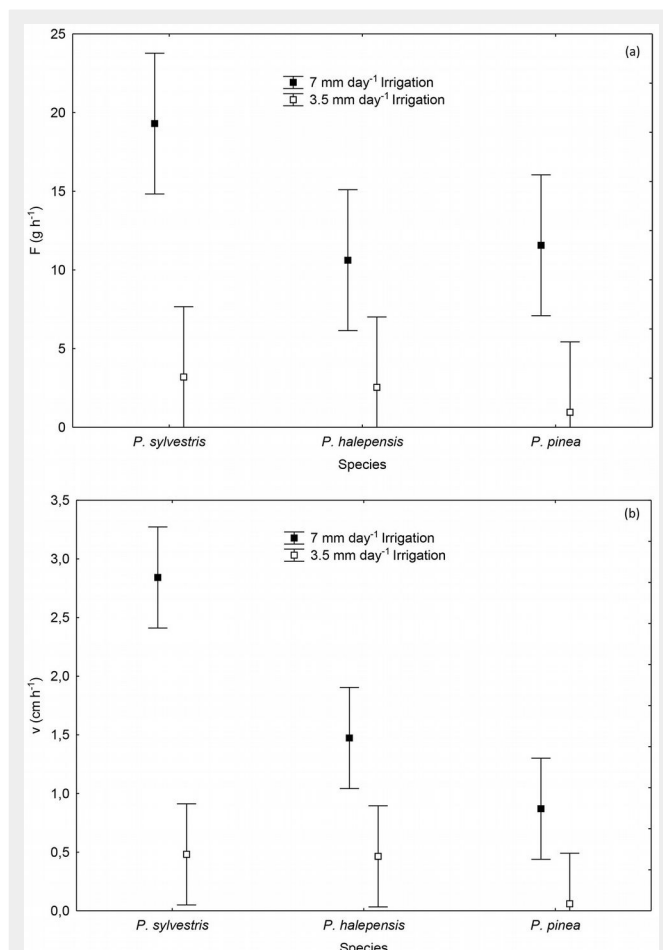 25
(a)
7 mm day-1 Irrigation
3.5 mm day-1 Irrigation
20
15
F (g h-1)
10
5
0
P. sylvestris
P. halepensis
P. pinea
Species
3,5
(b)
7 mm day-1 Irrigation
3.5 mm day-1 Irrigation
3,0
2,5
2,0
v (cm h-1)
1,5
1,0
0,5
0,0
P. sylvestris
P. halepensis
P. pinea
Species